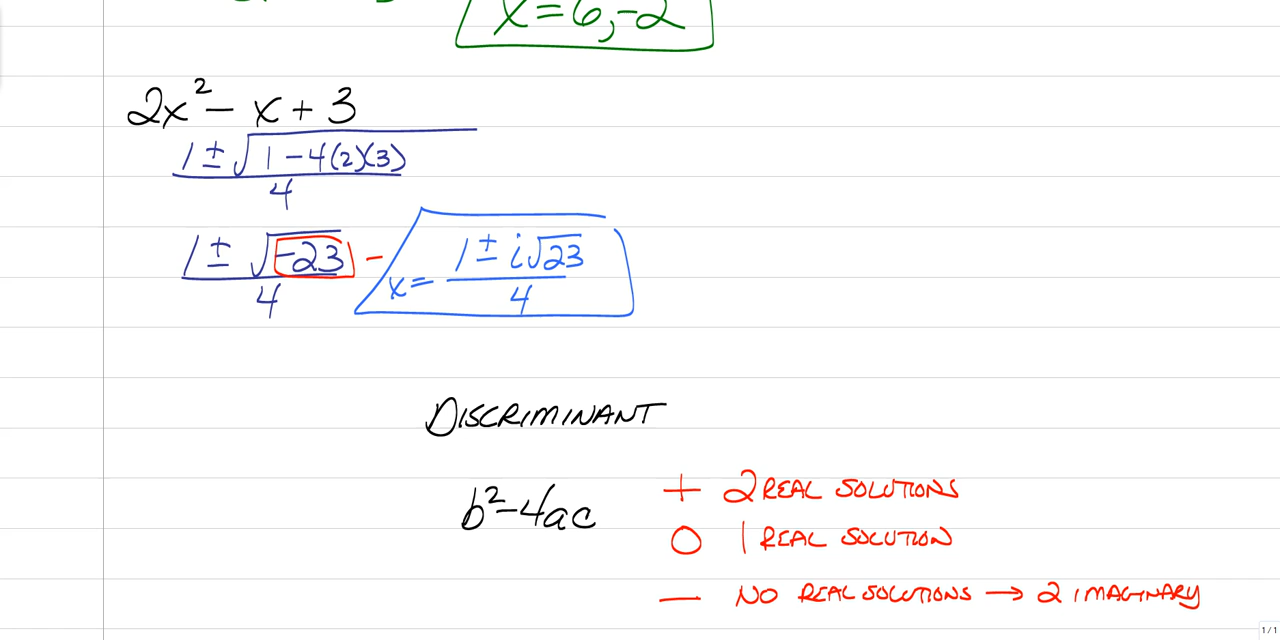 x = 6, -2
2x² - x + 3
1 ± √1 - 4(2)(3)
4
1 ± √-23 - x = 1 ± i√23
4 4
DISCRIMINANT
b² - 4ac
+ 2 REAL SOLUTIONS
0 1 REAL SOLUTION
- NO REAL SOLUTIONS → 2 IMAGINARY
1/1